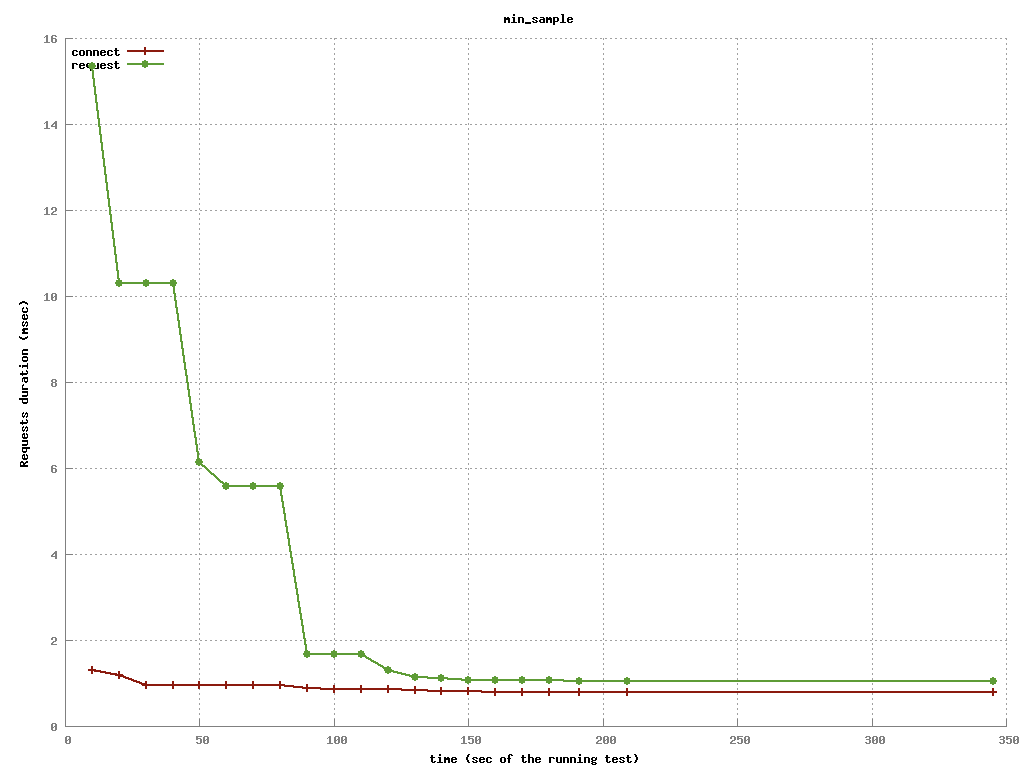 min_sample
connect
request
16
14
12
10
8
6
4
2
0
Requests duration (msec)
0 50 100 150 200 250 300 350
time (sec of the running test)